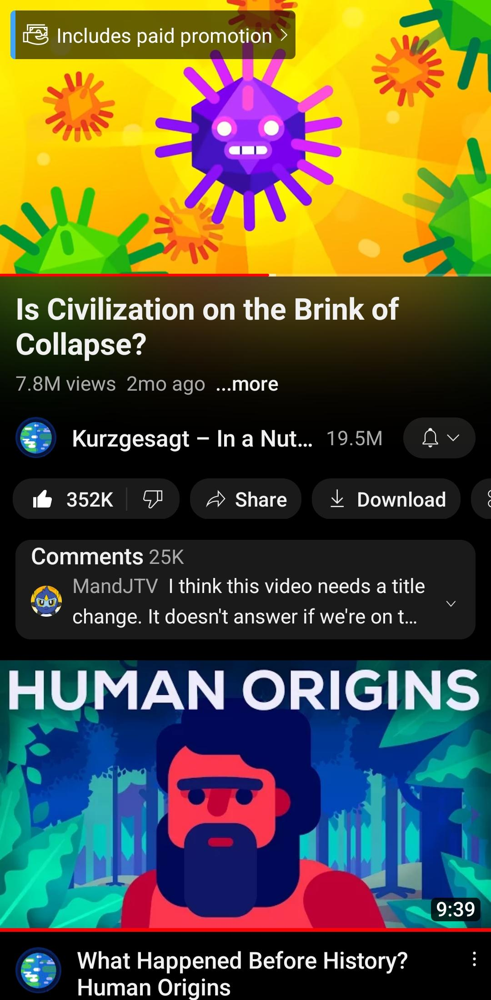 Includes paid promotion
Is Civilization on the Brink of
Collapse?
7.8M views 2mo ago ...more
Kurzgesagt – In a Nut... 19.5M
352K Share Download
Comments 25K
MandJTV I think this video needs a title
change. It doesn't answer if we're on t...
HUMAN ORIGINS
9:39
What Happened Before History?
Human Origins